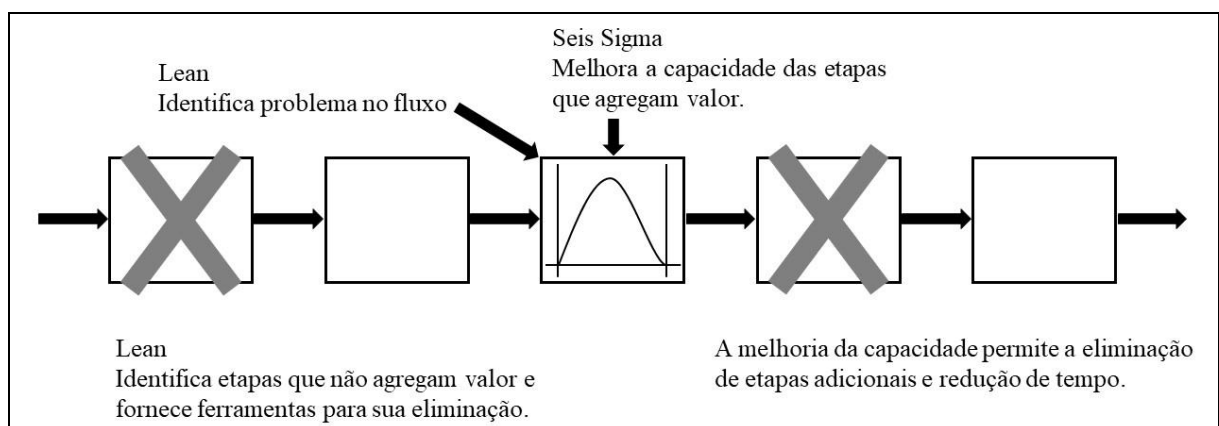 Seis Sigma
Melhora a capacidade das etapas
que agregam valor.
Lean
Identifica problema no fluxo
Lean
Identifica etapas que não agregam valor e
fornece ferramentas para sua eliminação.
A melhoria da capacidade permite a eliminação
de etapas adicionais e redução de tempo.